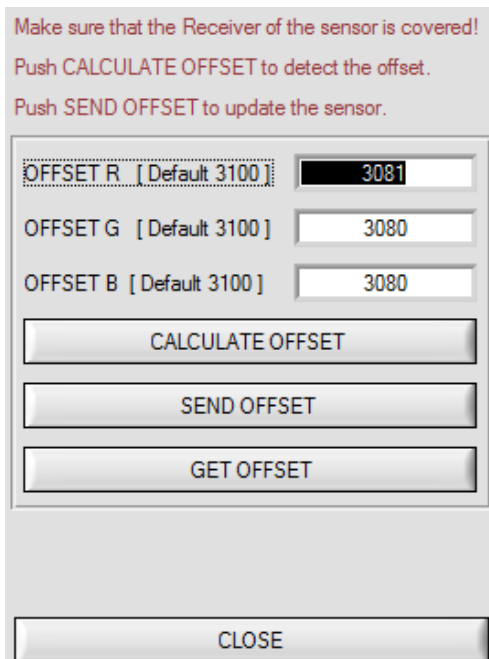 Make sure that the Receiver of the sensor is covered!
Push CALCULATE OFFSET to detect the offset.
Push SEND OFFSET to update the sensor.
OFFSET R [ Default 3100 ] 3081
OFFSET G [ Default 3100 ] 3080
OFFSET B [ Default 3100 ] 3080
CALCULATE OFFSET
SEND OFFSET
GET OFFSET
CLOSE